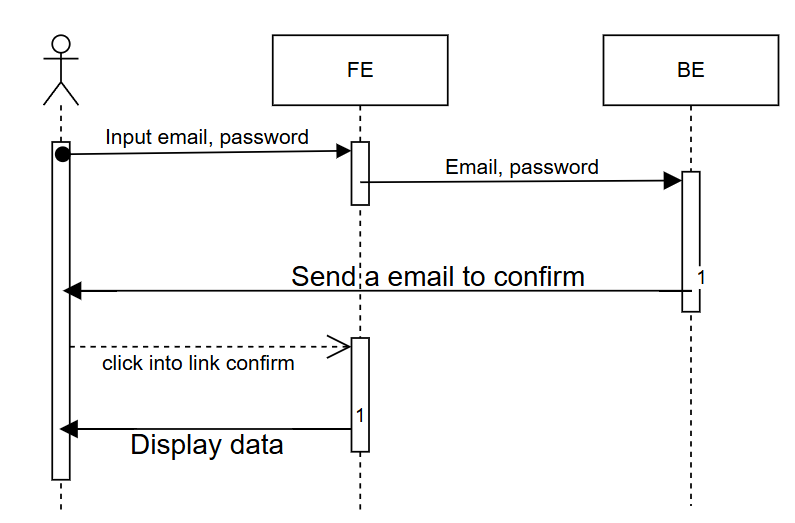 FE
BE
Input email, password
Email, password
Send a email to confirm
1
click into link confirm
1
Display data